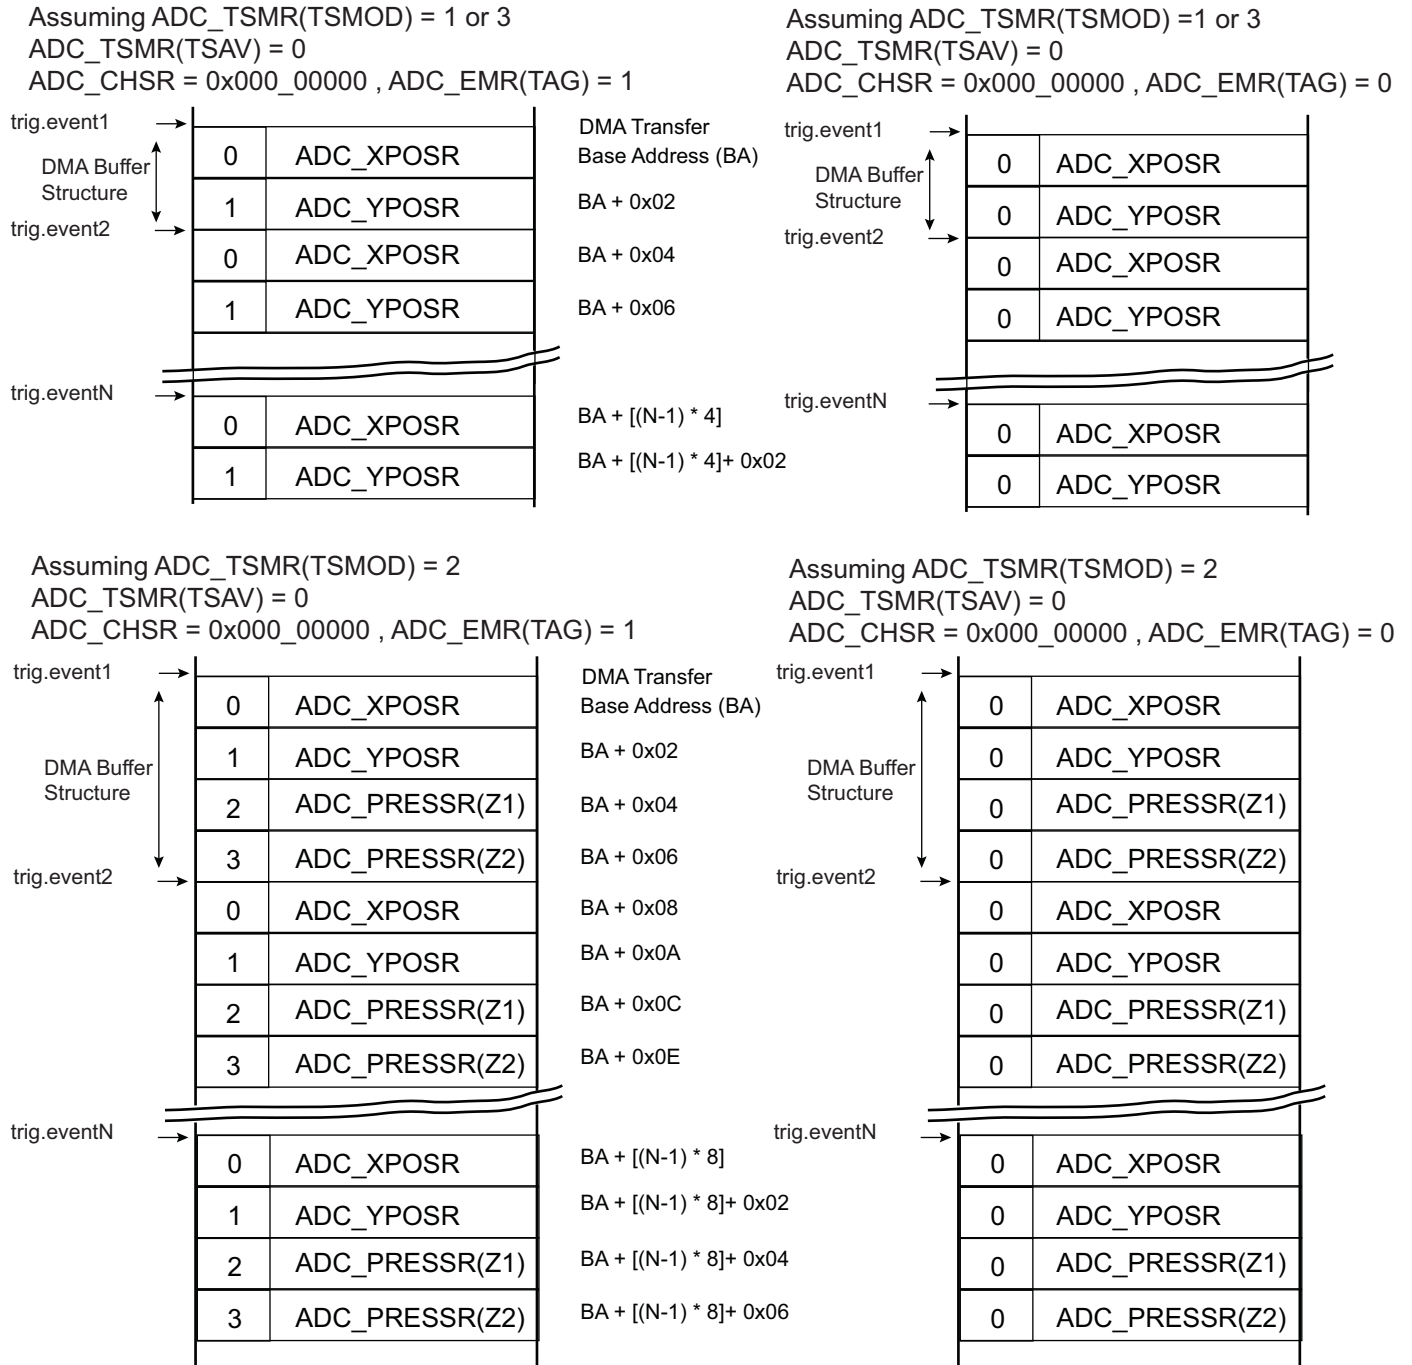 Assuming ADC_TSMR(TSMOD) = 1 or 3
ADC_TSMR(TSAV) = 0
ADC_CHSR = 0x000_00000 , ADC_EMR(TAG) = 1
trig.event1
DMA Transfer
0 ADC_XPOSR Base Address (BA)
DMA Buffer
Structure
1 ADC_YPOSR BA + 0x02
trig.event2
0 ADC_XPOSR BA + 0x04
1 ADC_YPOSR BA + 0x06
trig.eventN
0 ADC_XPOSR BA + [(N-1) * 4]
1 ADC_YPOSR BA + [(N-1) * 4]+ 0x02
Assuming ADC_TSMR(TSMOD) =1 or 3
ADC_TSMR(TSAV) = 0
ADC_CHSR = 0x000_00000 , ADC_EMR(TAG) = 0
trig.event1
0 ADC_XPOSR
DMA Buffer
Structure
0 ADC_YPOSR
trig.event2
0 ADC_XPOSR
0 ADC_YPOSR
trig.eventN
0 ADC_XPOSR
0 ADC_YPOSR
Assuming ADC_TSMR(TSMOD) = 2
ADC_TSMR(TSAV) = 0
ADC_CHSR = 0x000_00000 , ADC_EMR(TAG) = 1
trig.event1
DMA Transfer
0 ADC_XPOSR Base Address (BA)
1 ADC_YPOSR BA + 0x02
DMA Buffer
Structure
2 ADC_PRESSR(Z1) BA + 0x04
3 ADC_PRESSR(Z2) BA + 0x06
trig.event2
0 ADC_XPOSR BA + 0x08
1 ADC_YPOSR BA + 0x0A
2 ADC_PRESSR(Z1) BA + 0x0C
3 ADC_PRESSR(Z2) BA + 0x0E
trig.eventN
0 ADC_XPOSR BA + [(N-1) * 8]
1 ADC_YPOSR BA + [(N-1) * 8]+ 0x02
2 ADC_PRESSR(Z1) BA + [(N-1) * 8]+ 0x04
3 ADC_PRESSR(Z2) BA + [(N-1) * 8]+ 0x06
Assuming ADC_TSMR(TSMOD) = 2
ADC_TSMR(TSAV) = 0
ADC_CHSR = 0x000_00000 , ADC_EMR(TAG) = 0
trig.event1
0 ADC_XPOSR
0 ADC_YPOSR
DMA Buffer
Structure
0 ADC_PRESSR(Z1)
0 ADC_PRESSR(Z2)
trig.event2
0 ADC_XPOSR
0 ADC_YPOSR
0 ADC_PRESSR(Z1)
0 ADC_PRESSR(Z2)
trig.eventN
0 ADC_XPOSR
0 ADC_YPOSR
0 ADC_PRESSR(Z1)
0 ADC_PRESSR(Z2)